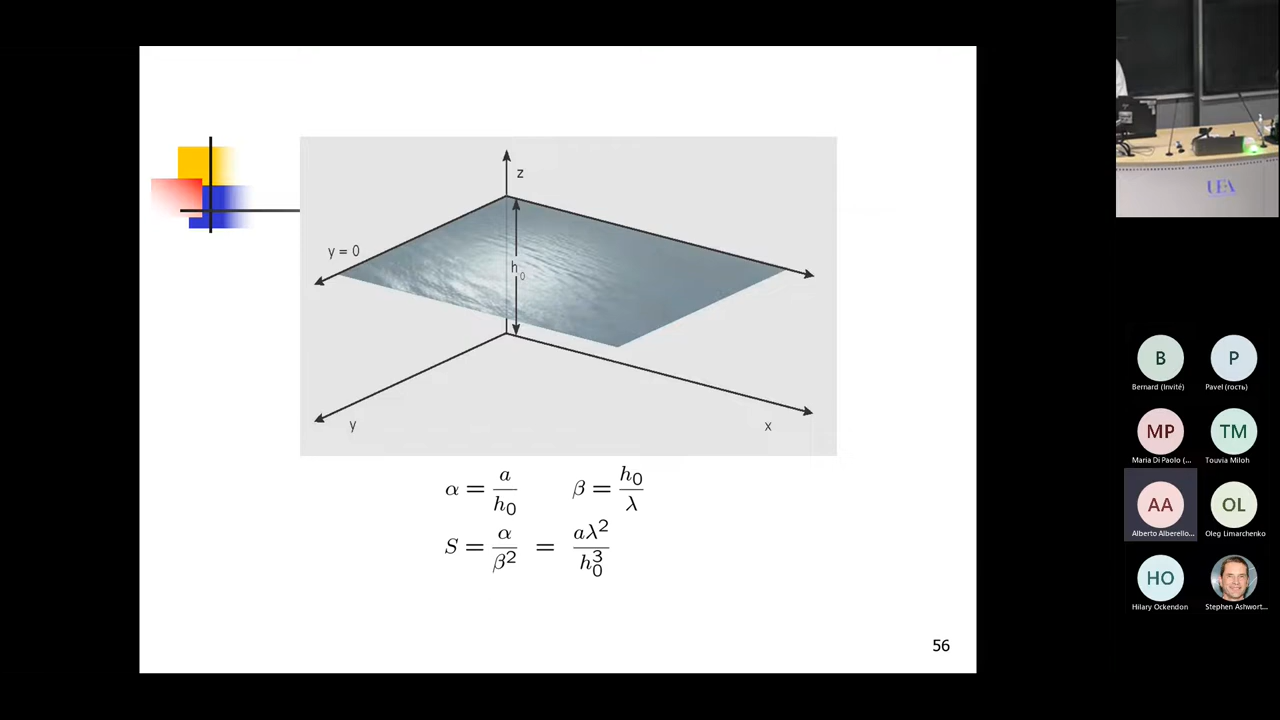 z
y = 0
h₀
y
x
α = a/h₀ β = h₀/λ
S = α/β² = aλ²/h₀³
56
UEA
B
P
Bernard (Invité)
Pavel (гость)
MP
TM
Maria Di Paolo (...
Touvia Miloh
AA
OL
Alberto Alberello...
Oleg Limarchenko
HO
Hilary Ockendon
Stephen Ashwort...